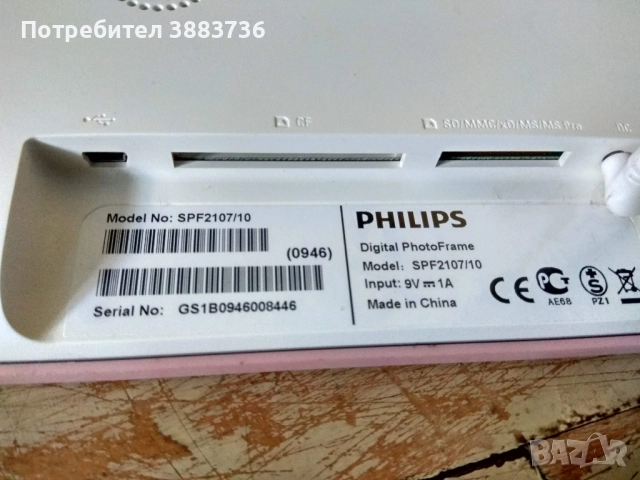 Потребител 3883736
CF
SD/MMC/xD/MS/MS Pro
DC
Model No: SPF2107/10
(0946)
Serial No: GS1B0946008446
PHILIPS
Digital PhotoFrame
Model: SPF2107/10
Input: 9V⎓1A
Made in China
CE
AE68
PZ1
BAZAR